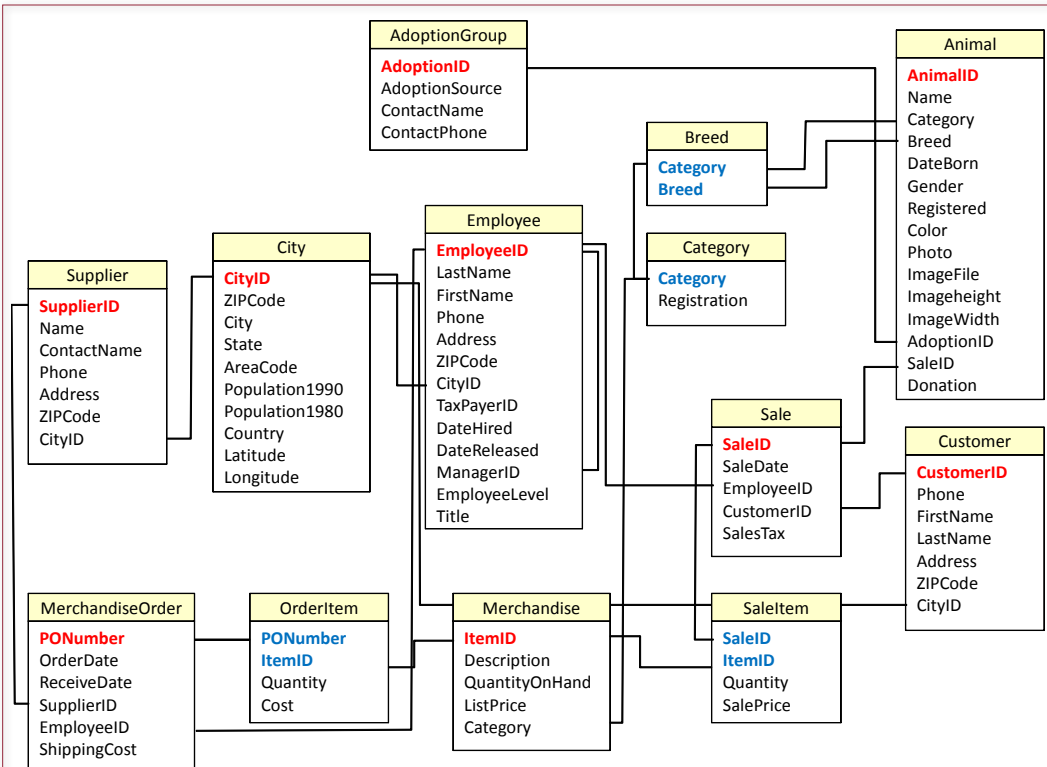 AdoptionGroup
AdoptionID
AdoptionSource
ContactName
ContactPhone
Animal
AnimalID
Name
Category
Breed
DateBorn
Gender
Registered
Color
Photo
ImageFile
Imageheight
ImageWidth
AdoptionID
SaleID
Donation
Breed
Category
Breed
Category
Category
Registration
Employee
EmployeeID
LastName
FirstName
Phone
Address
ZIPCode
CityID
TaxPayerID
DateHired
DateReleased
ManagerID
EmployeeLevel
Title
City
CityID
ZIPCode
City
State
AreaCode
Population1990
Population1980
Country
Latitude
Longitude
Supplier
SupplierID
Name
ContactName
Phone
Address
ZIPCode
CityID
Sale
SaleID
SaleDate
EmployeeID
CustomerID
SalesTax
Customer
CustomerID
Phone
FirstName
LastName
Address
ZIPCode
CityID
MerchandiseOrder
PONumber
OrderDate
ReceiveDate
SupplierID
EmployeeID
ShippingCost
OrderItem
PONumber
ItemID
Quantity
Cost
Merchandise
ItemID
Description
QuantityOnHand
ListPrice
Category
SaleItem
SaleID
ItemID
Quantity
SalePrice